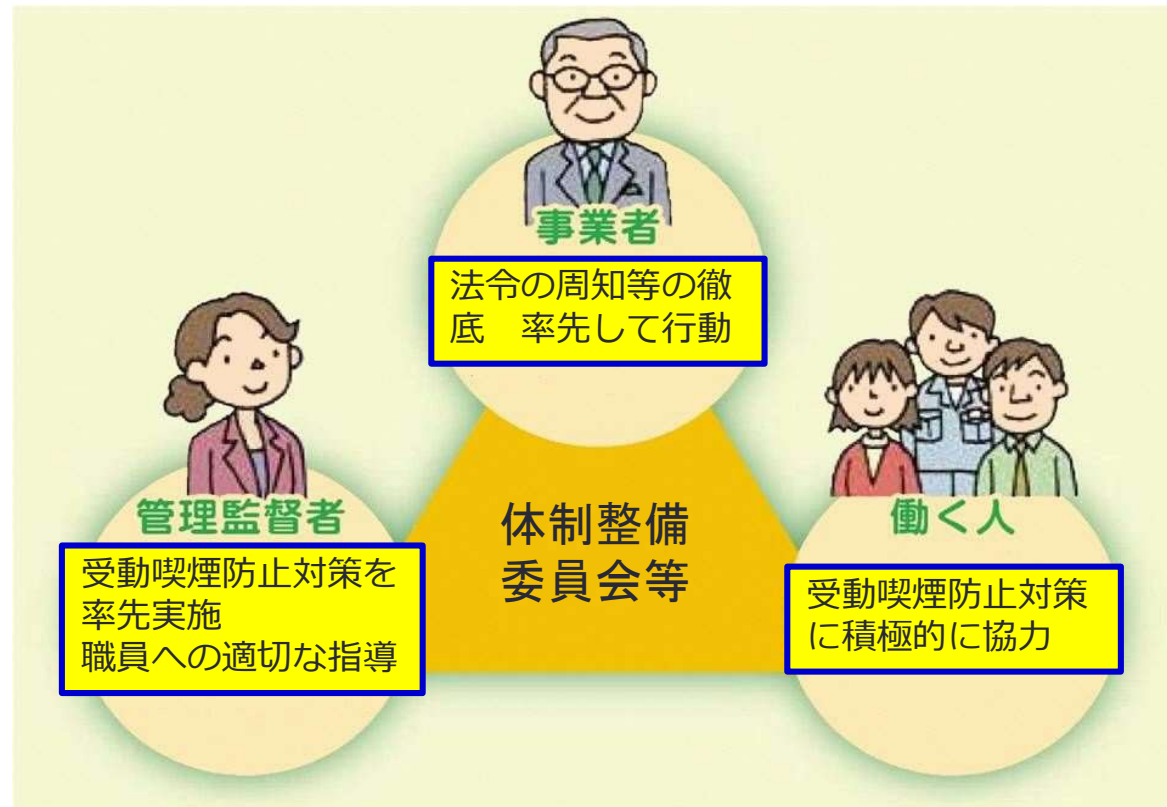 事業者
法令の周知等の徹
底　率先して行動
管理監督者
受動喫煙防止対策を
率先実施
職員への適切な指導
体制整備
委員会等
働く人
受動喫煙防止対策
に積極的に協力